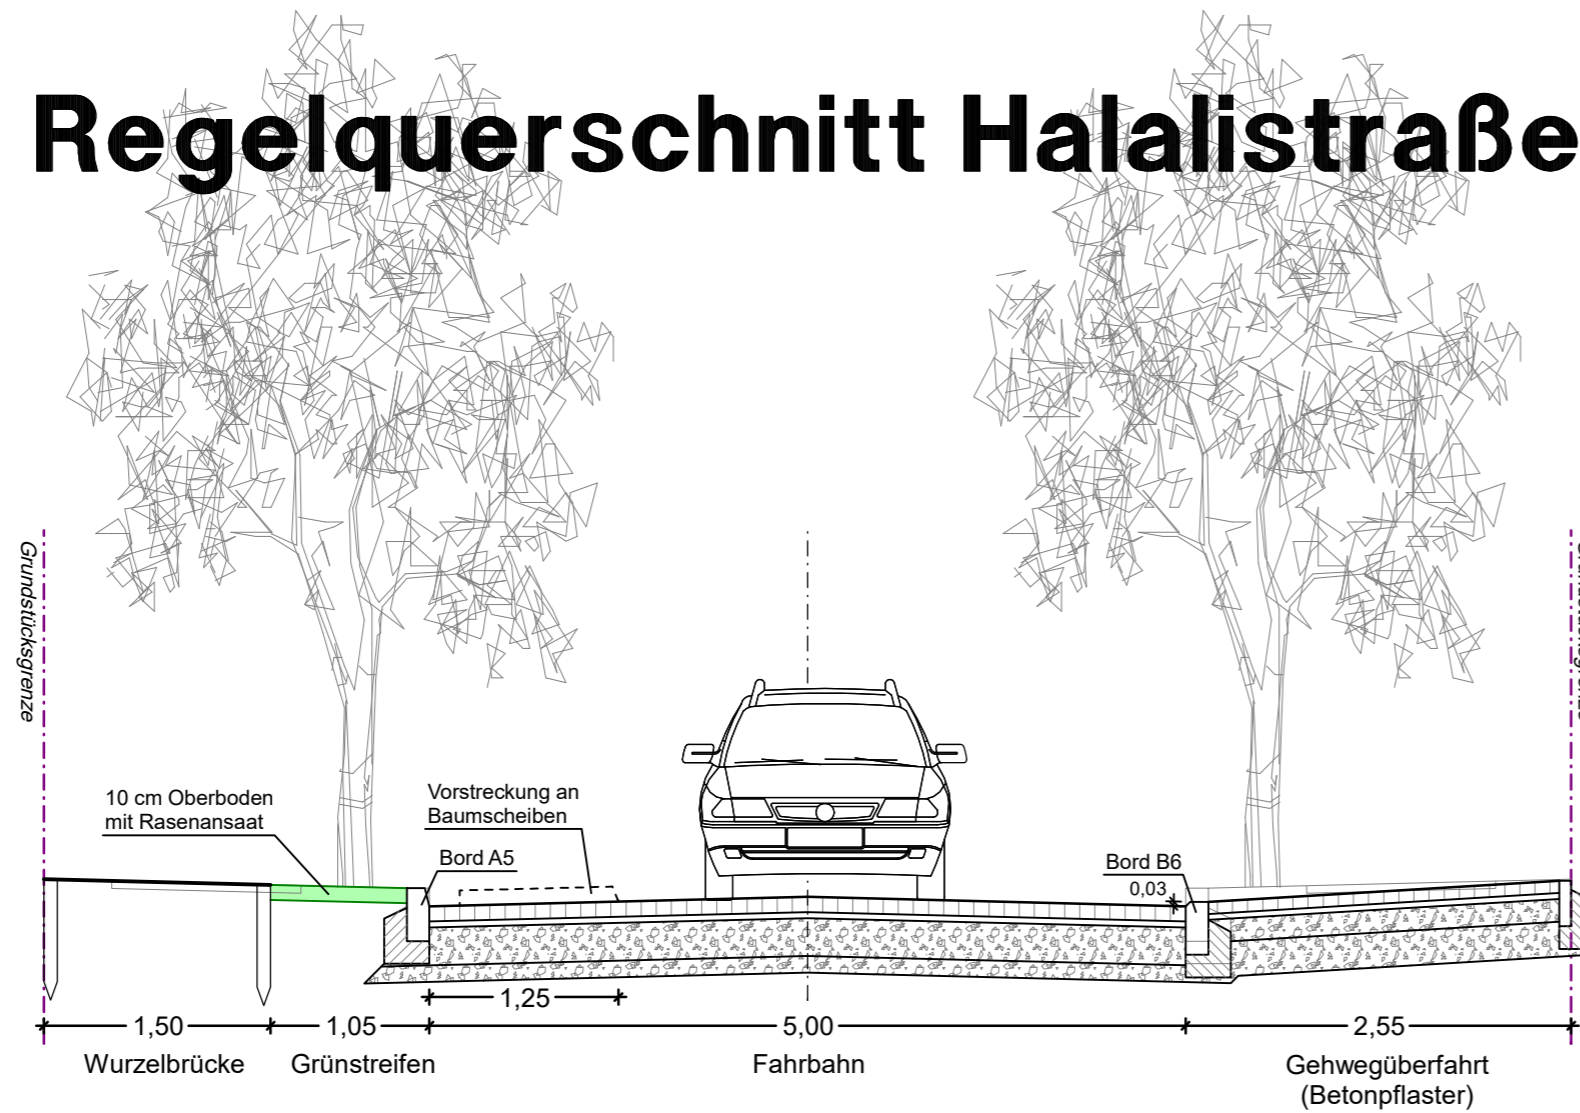 Regelquerschnitt Halalistraße
Grundstücksgrenze
10 cm Oberboden
mit Rasenansaat
Vorstreckung an
Baumscheiben
Bord A5
Bord B6
0,03
1,25
1,50
1,05
5,00
2,55
Wurzelbrücke
Grünstreifen
Fahrbahn
Gehwegüberfahrt
(Betonpflaster)